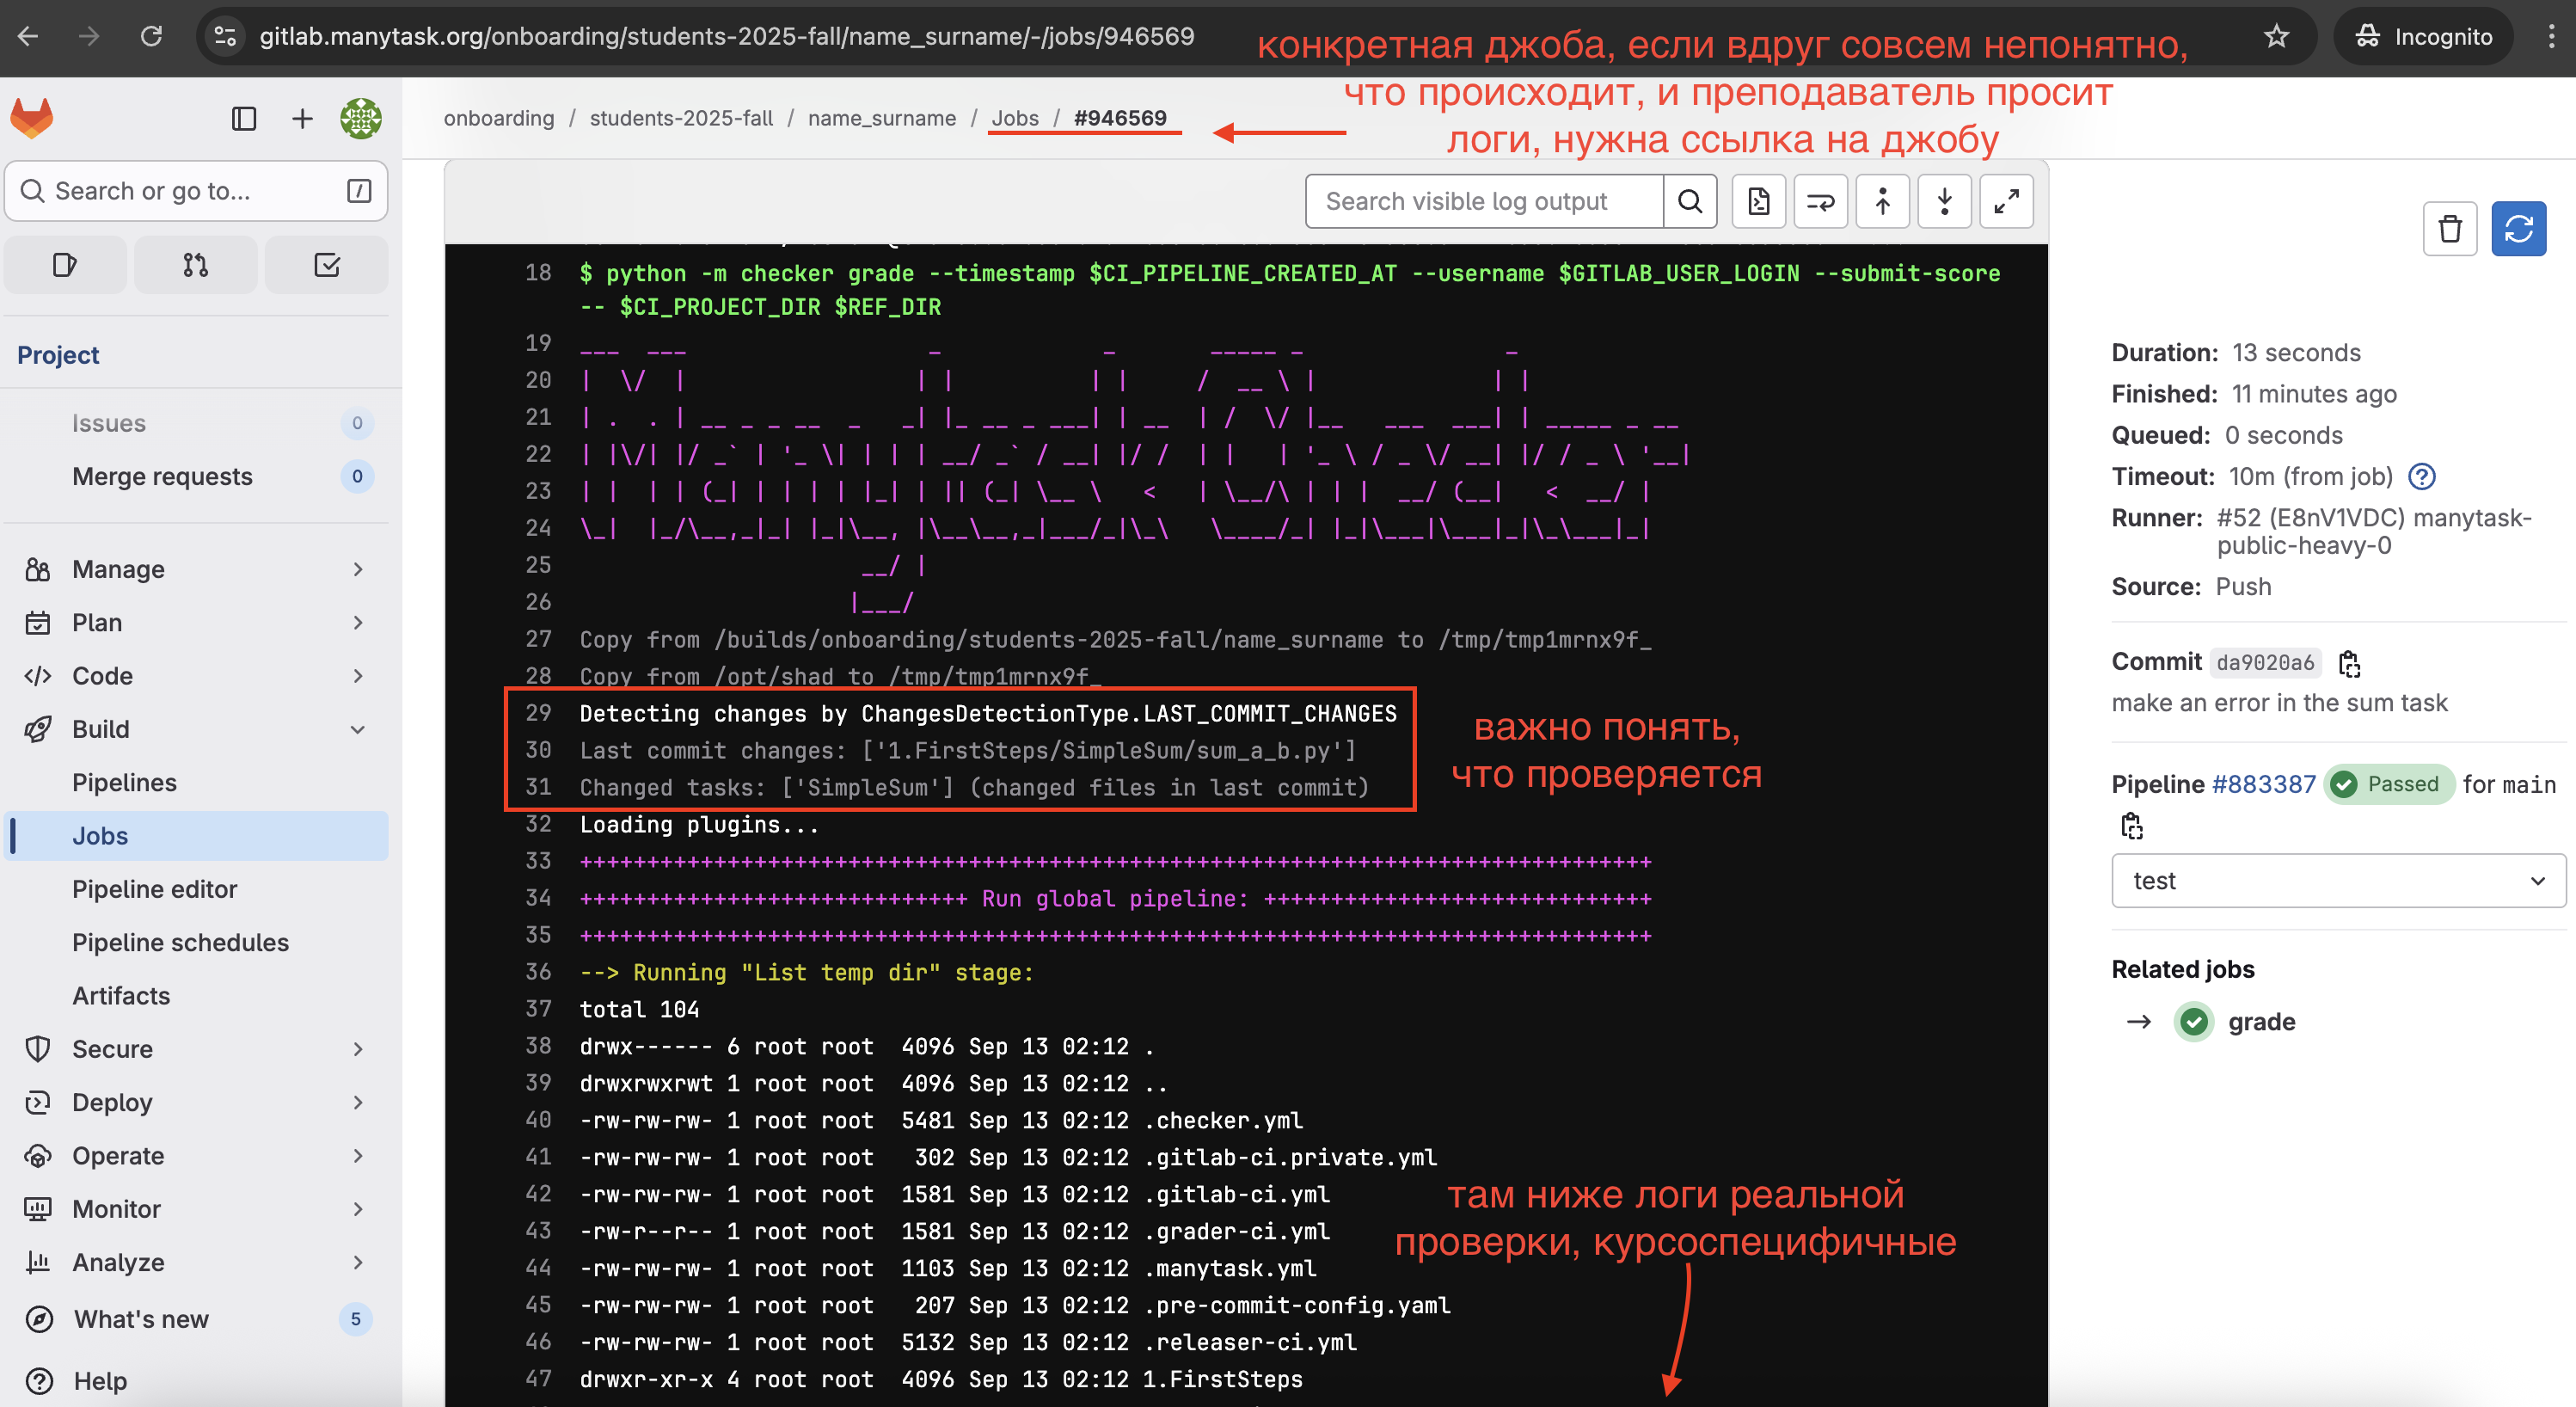 gitlab.manytask.org/onboarding/students-2025-fall/name_surname/-/jobs/946569
Incognito
конкретная джоба, если вдруг совсем непонятно,
что происходит, и преподаватель просит
логи, нужна ссылка на джобу
onboarding / students-2025-fall / name_surname / Jobs / #946569
Search or go to...
/
Project
Issues 0
Merge requests 0
Manage
Plan
Code
Build
Pipelines
Jobs
Pipeline editor
Pipeline schedules
Artifacts
Secure
Deploy
Operate
Monitor
Analyze
What's new 5
Help
Search visible log output
18 $ python -m checker grade --timestamp $CI_PIPELINE_CREATED_AT --username $GITLAB_USER_LOGIN --submit-score
-- $CI_PROJECT_DIR $REF_DIR
19
20
21
22
23
24
25
26
Manytask Checker
27 Copy from /builds/onboarding/students-2025-fall/name_surname to /tmp/tmp1mrnx9f_
28 Copy from /opt/shad to /tmp/tmp1mrnx9f_
29 Detecting changes by ChangesDetectionType.LAST_COMMIT_CHANGES
30 Last commit changes: ['1.FirstSteps/SimpleSum/sum_a_b.py']
31 Changed tasks: ['SimpleSum'] (changed files in last commit)
важно понять,
что проверяется
32 Loading plugins...
33 ++++++++++++++++++++++++++++++++++++++++++++++++++++++++++++++++++++++++++++++++
34 +++++++++++++++++++++++++++++ Run global pipeline: +++++++++++++++++++++++++++++
35 ++++++++++++++++++++++++++++++++++++++++++++++++++++++++++++++++++++++++++++++++
36 --> Running "List temp dir" stage:
37 total 104
38 drwx------ 6 root root 4096 Sep 13 02:12 .
39 drwxrwxrwt 1 root root 4096 Sep 13 02:12 ..
40 -rw-rw-rw- 1 root root 5481 Sep 13 02:12 .checker.yml
41 -rw-rw-rw- 1 root root 302 Sep 13 02:12 .gitlab-ci.private.yml
42 -rw-rw-rw- 1 root root 1581 Sep 13 02:12 .gitlab-ci.yml
43 -rw-r--r-- 1 root root 1581 Sep 13 02:12 .grader-ci.yml
44 -rw-rw-rw- 1 root root 1103 Sep 13 02:12 .manytask.yml
45 -rw-rw-rw- 1 root root 207 Sep 13 02:12 .pre-commit-config.yaml
46 -rw-rw-rw- 1 root root 5132 Sep 13 02:12 .releaser-ci.yml
47 drwxr-xr-x 4 root root 4096 Sep 13 02:12 1.FirstSteps
там ниже логи реальной
проверки, курсоспецифичные
Duration: 13 seconds
Finished: 11 minutes ago
Queued: 0 seconds
Timeout: 10m (from job)
Runner: #52 (E8nV1VDC) manytask-
public-heavy-0
Source: Push
Commit da9020a6
make an error in the sum task
Pipeline #883387 Passed for main
test
Related jobs
grade